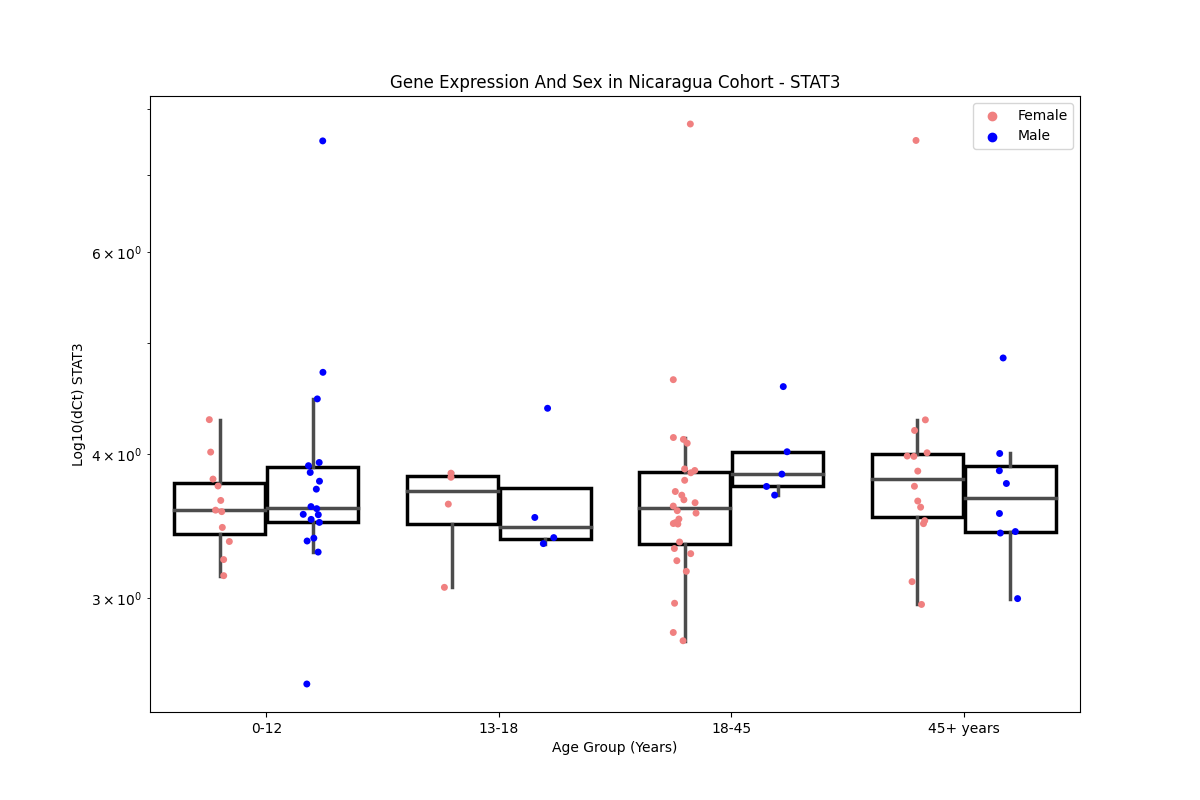 Gene Expression And Sex in Nicaragua Cohort - STAT3
Female
Male
6 × 10⁰
4 × 10⁰
3 × 10⁰
Log10(dCt) STAT3
0-12
13-18
18-45
45+ years
Age Group (Years)